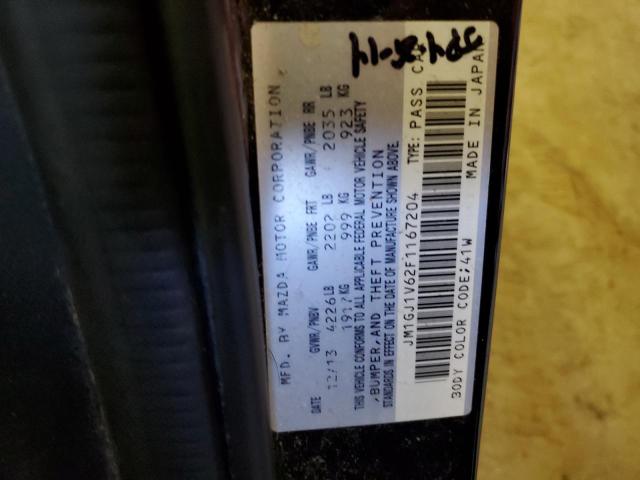 MFD. BY MAZDA MOTOR CORPORATION
DATE GVWR/PNBV GAWR/PNBE FRT GAWR/PNBE RR
12/13 4226LB 2202 LB 2035 LB
1917KG 999 KG 923 KG
THIS VEHICLE CONFORMS TO ALL APPLICABLE FEDERAL MOTOR VEHICLE SAFETY
,BUMPER,AND THEFT PREVENTION
STANDARDS IN EFFECT ON THE DATE OF MANUFACTURE SHOWN ABOVE.
JM1GJ1V62F1167204 TYPE: PASS CAR
BODY COLOR CODE;41W MADE IN JAPAN